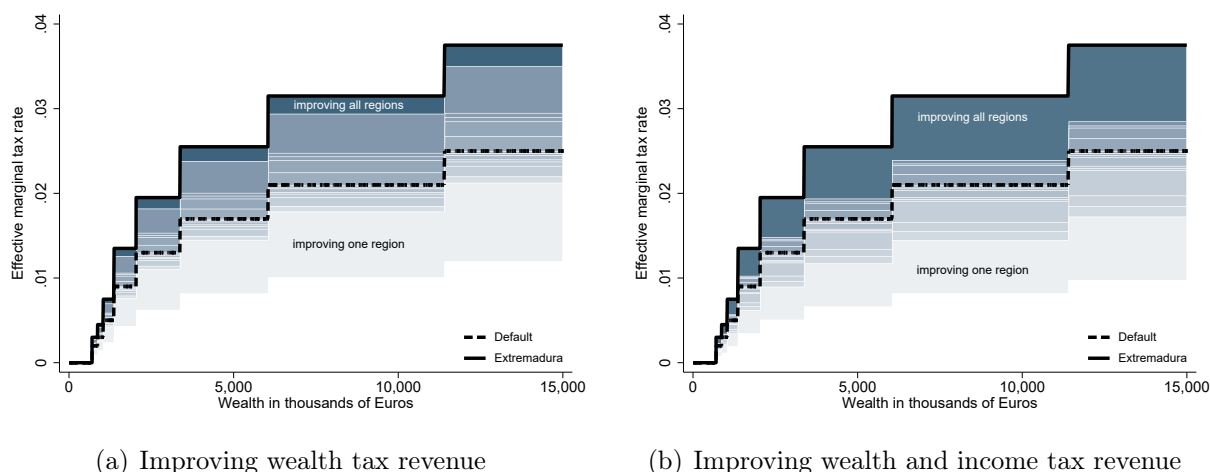 Effective marginal tax rate
.04
.03
.02
.01
0
improving all regions
improving one region
Default
Extremadura
0 5,000 10,000 15,000
Wealth in thousands of Euros
(a) Improving wealth tax revenue
Effective marginal tax rate
.04
.03
.02
.01
0
improving all regions
improving one region
Default
Extremadura
0 5,000 10,000 15,000
Wealth in thousands of Euros
(b) Improving wealth and income tax revenue